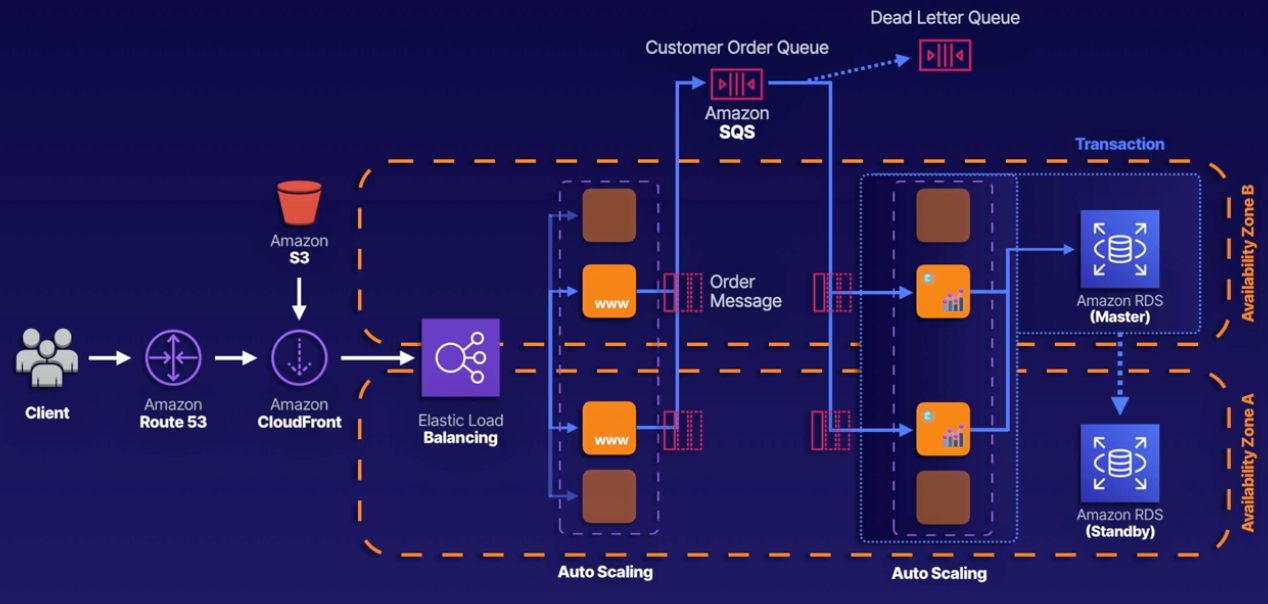 Dead Letter Queue
Customer Order Queue
Amazon
SQS
Transaction
Amazon
S3
Availability Zone B
Order
Message
www
Amazon RDS
(Master)
Client
Amazon
Route 53
Amazon
CloudFront
Elastic Load
Balancing
www
Availability Zone A
Amazon RDS
(Standby)
Auto Scaling
Auto Scaling